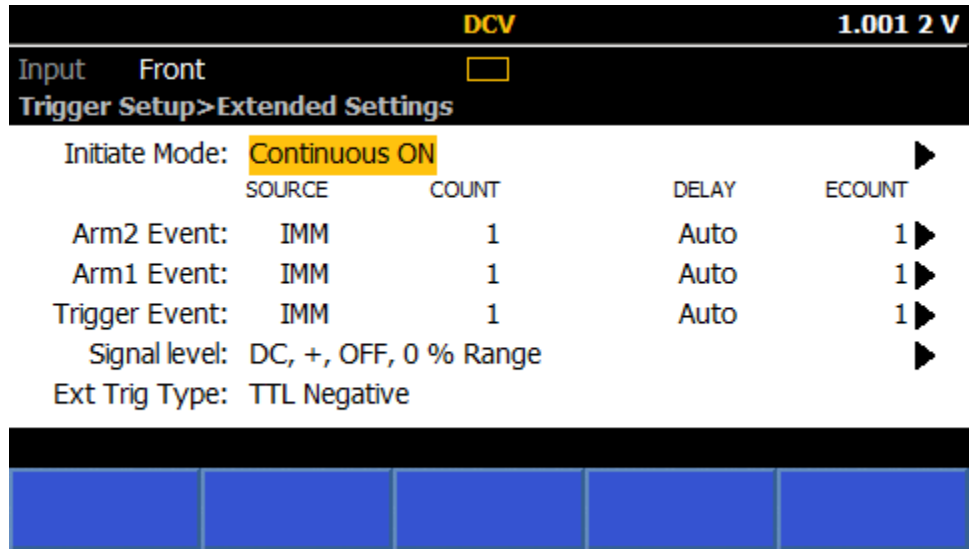 DCV 1.001 2 V
Input Front
Trigger Setup>Extended Settings
Initiate Mode: Continuous ON
SOURCE COUNT DELAY ECOUNT
Arm2 Event: IMM 1 Auto 1
Arm1 Event: IMM 1 Auto 1
Trigger Event: IMM 1 Auto 1
Signal level: DC, +, OFF, 0 % Range
Ext Trig Type: TTL Negative